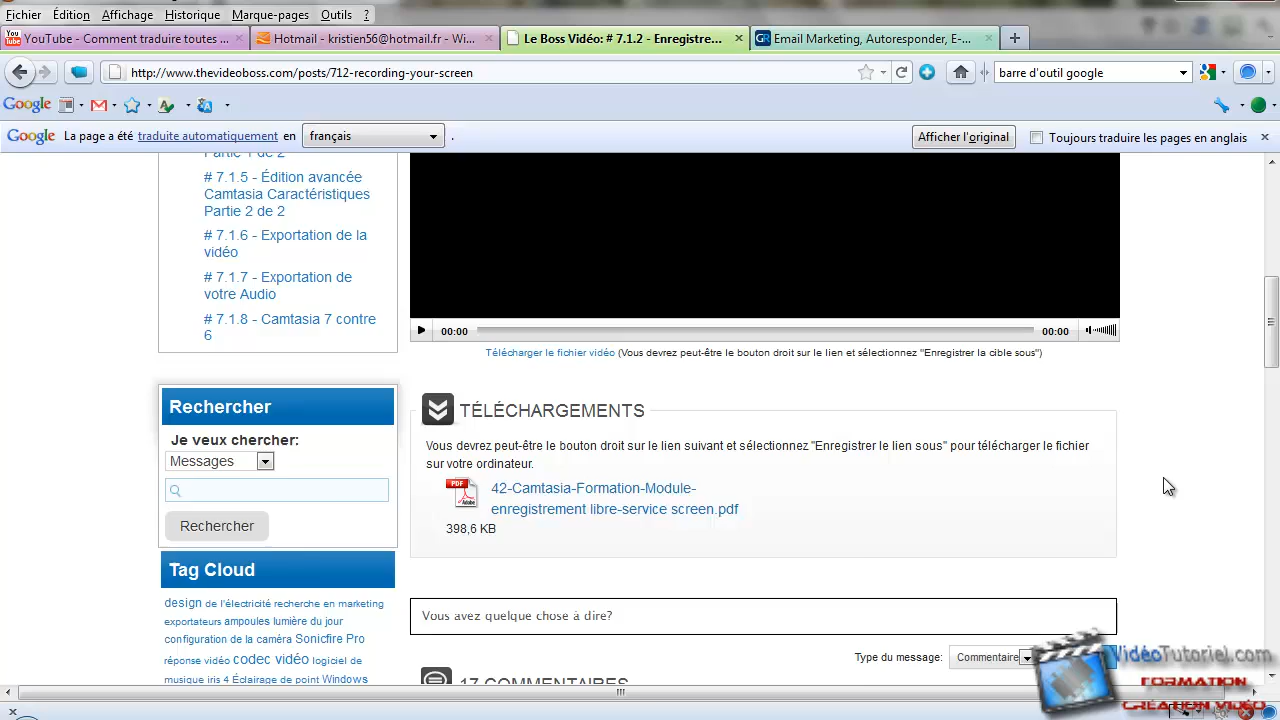 Fichier Édition Affichage Historique Marque-pages Outils ?
YouTube - Comment traduire toutes ...
Hotmail - kristien56@hotmail.fr - Wi...
Le Boss Vidéo: # 7.1.2 - Enregistre...
Email Marketing, Autoresponder, E-...
http://www.thevideoboss.com/posts/712-recording-your-screen
barre d'outil google
Google
Google La page a été traduite automatiquement en français .
Afficher l'original
Toujours traduire les pages en anglais
Partie 1 de 2
# 7.1.5 - Édition avancée
Camtasia Caractéristiques
Partie 2 de 2
# 7.1.6 - Exportation de la
vidéo
# 7.1.7 - Exportation de
votre Audio
# 7.1.8 - Camtasia 7 contre
6
00:00 00:00
Télécharger le fichier vidéo (Vous devrez peut-être le bouton droit sur le lien et sélectionnez "Enregistrer la cible sous")
Rechercher
Je veux chercher:
Messages
Rechercher
Tag Cloud
design de l'électricité recherche en marketing
exportateurs ampoules lumière du jour
configuration de la caméra Sonicfire Pro
réponse vidéo codec vidéo logiciel de
musique iris 4 Éclairage de point Windows
TÉLÉCHARGEMENTS
Vous devrez peut-être le bouton droit sur le lien suivant et sélectionnez "Enregistrer le lien sous" pour télécharger le fichier
sur votre ordinateur.
PDF
Adobe
42-Camtasia-Formation-Module-
enregistrement libre-service screen.pdf
398,6 KB
Vous avez quelque chose à dire?
Type du message: Commentaire
17 COMMENTAIRES
VidéoTutoriel.com
FORMATION
CRÉATION VIDÉO